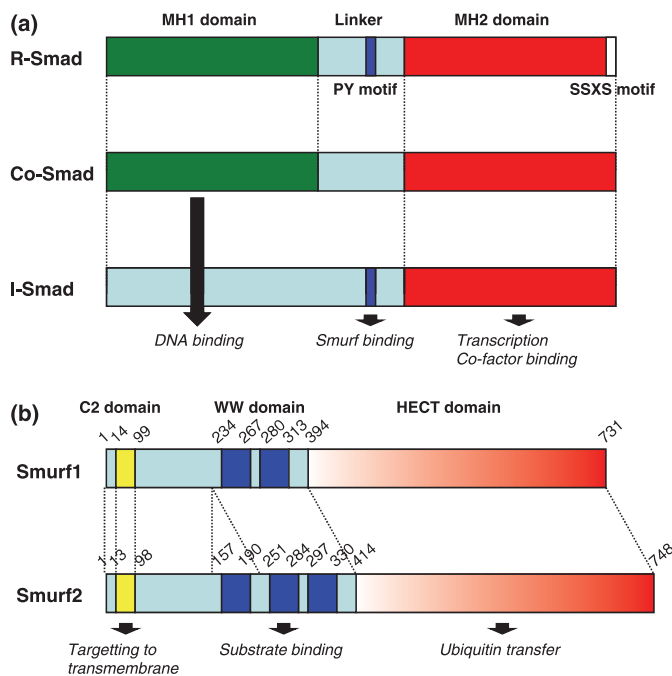 (a)
MH1 domain Linker MH2 domain
R-Smad
PY motif SSXS motif
Co-Smad
I-Smad
DNA binding Smurf binding Transcription
Co-factor binding
(b)
C2 domain WW domain HECT domain
1 14 99 234 267 280 313 394 731
Smurf1
1 13 98 157 190 251 284 297 330 414 748
Smurf2
Targetting to Substrate binding Ubiquitin transfer
transmembrane